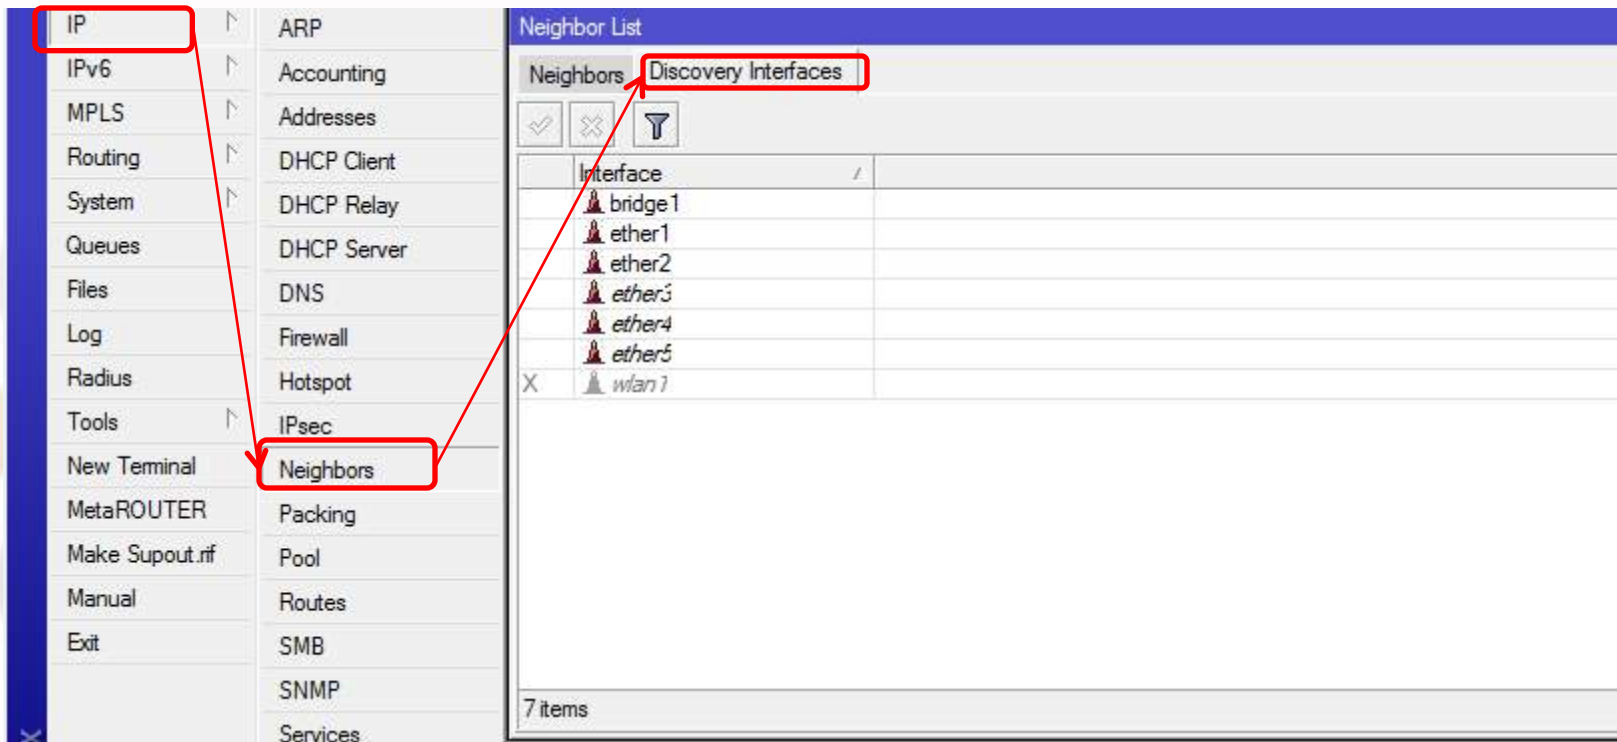 IP
IPv6
MPLS
Routing
System
Queues
Files
Log
Radius
Tools
New Terminal
MetaROUTER
Make Supout.rif
Manual
Exit
ARP
Accounting
Addresses
DHCP Client
DHCP Relay
DHCP Server
DNS
Firewall
Hotspot
IPsec
Neighbors
Packing
Pool
Routes
SMB
SNMP
Services
Neighbor List
Neighbors Discovery Interfaces
Interface
bridge1
ether1
ether2
ether3
ether4
ether5
X wlan1
7 items